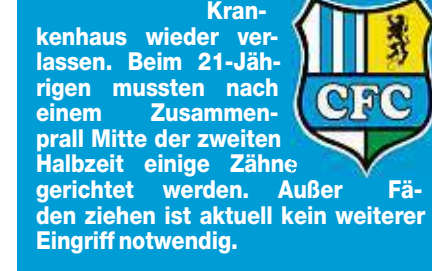 Kran-
kenhaus wieder ver-
lassen. Beim 21-Jäh-
rigen mussten nach
einem Zusammen-
prall Mitte der zweiten
Halbzeit einige Zähne
gerichtet werden. Außer Fä-
den ziehen ist aktuell kein weiterer
Eingriff notwendig.
CFC